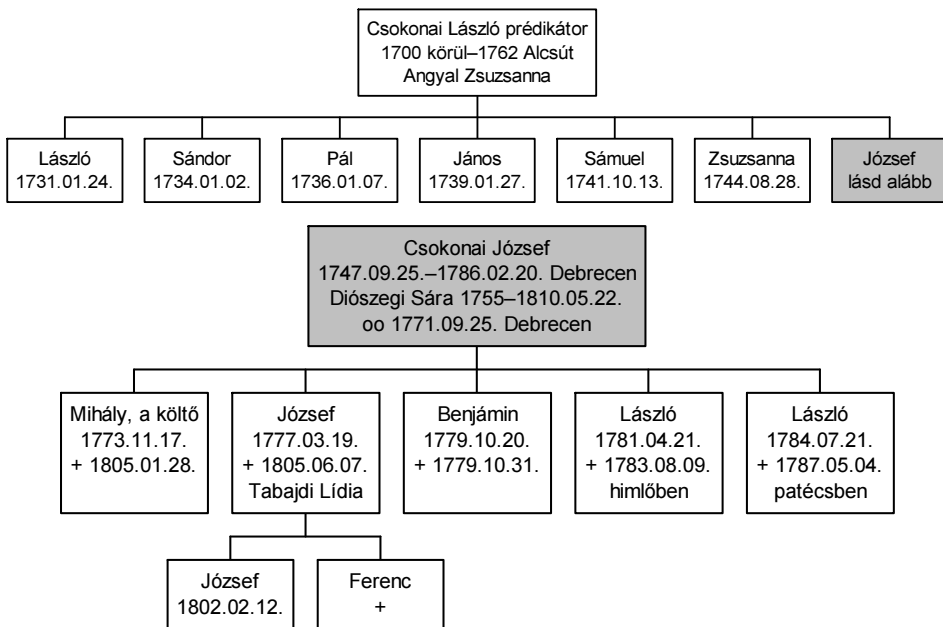 Csokonai László prédikátor
1700 körül–1762 Alcsút
Angyal Zsuzsanna
László
1731.01.24.
Sándor
1734.01.02.
Pál
1736.01.07.
János
1739.01.27.
Sámuel
1741.10.13.
Zsuzsanna
1744.08.28.
József
lásd alább
Csokonai József
1747.09.25.–1786.02.20. Debrecen
Diószegi Sára 1755–1810.05.22.
oo 1771.09.25. Debrecen
Mihály, a költő
1773.11.17.
+ 1805.01.28.
József
1777.03.19.
+ 1805.06.07.
Tabajdi Lídia
Benjámin
1779.10.20.
+ 1779.10.31.
László
1781.04.21.
+ 1783.08.09.
himlőben
László
1784.07.21.
+ 1787.05.04.
patécsben
József
1802.02.12.
Ferenc
+